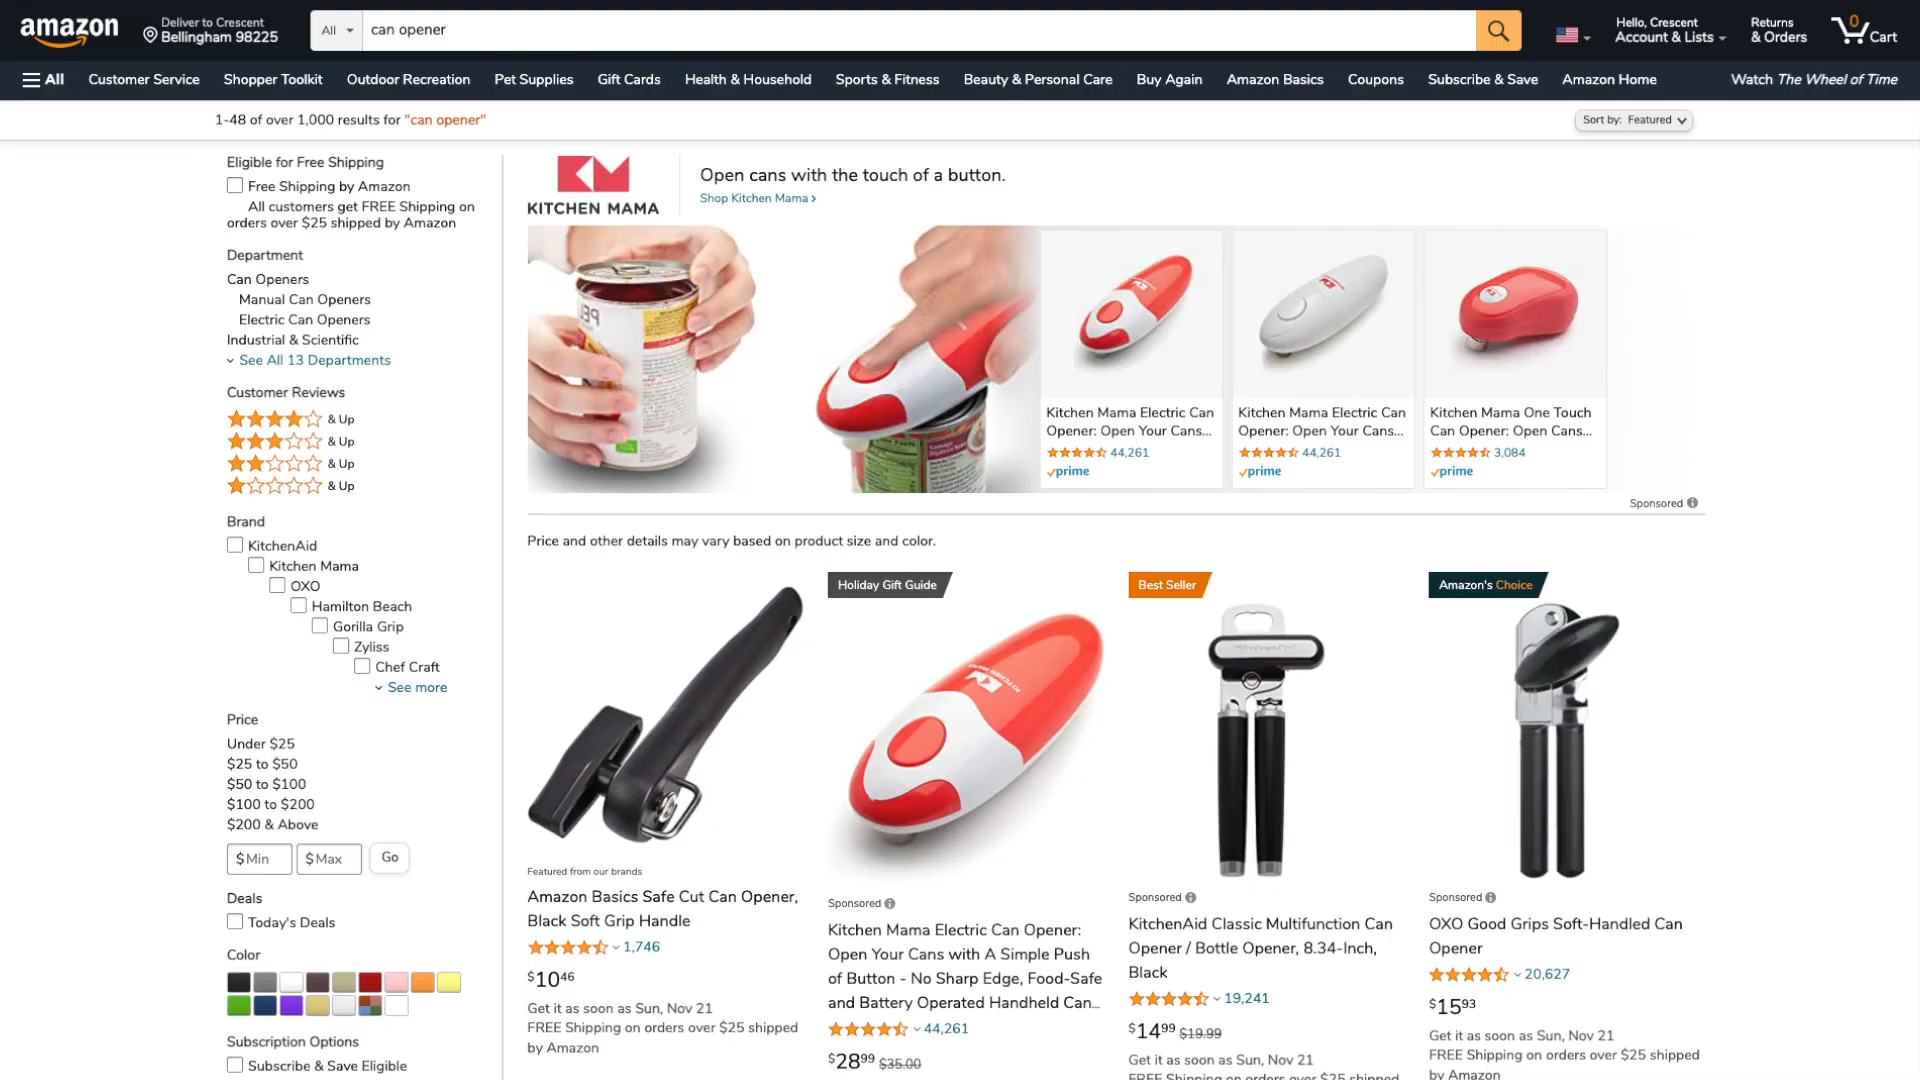 amazon
Deliver to Crescent
Bellingham 98225
All
can opener
Hello, Crescent
Account & Lists
Returns
& Orders
0
Cart
All
Customer Service
Shopper Toolkit
Outdoor Recreation
Pet Supplies
Gift Cards
Health & Household
Sports & Fitness
Beauty & Personal Care
Buy Again
Amazon Basics
Coupons
Subscribe & Save
Amazon Home
Watch The Wheel of Time
1-48 of over 1,000 results for "can opener"
Sort by: Featured
Eligible for Free Shipping
Free Shipping by Amazon
All customers get FREE Shipping on
orders over $25 shipped by Amazon
Department
Can Openers
Manual Can Openers
Electric Can Openers
Industrial & Scientific
See All 13 Departments
Customer Reviews
& Up
& Up
& Up
& Up
Brand
KitchenAid
Kitchen Mama
OXO
Hamilton Beach
Gorilla Grip
Zyliss
Chef Craft
See more
Price
Under $25
$25 to $50
$50 to $100
$100 to $200
$200 & Above
$ Min
$ Max
Go
Deals
Today's Deals
Color
Subscription Options
Subscribe & Save Eligible
KM
KITCHEN MAMA
Open cans with the touch of a button.
Shop Kitchen Mama ›
Kitchen Mama Electric Can
Opener: Open Your Cans...
44,261
prime
Kitchen Mama Electric Can
Opener: Open Your Cans...
44,261
prime
Kitchen Mama One Touch
Can Opener: Open Cans...
3,084
prime
Sponsored
Price and other details may vary based on product size and color.
Featured from our brands
Amazon Basics Safe Cut Can Opener,
Black Soft Grip Handle
1,746
$10 46
Get it as soon as Sun, Nov 21
FREE Shipping on orders over $25 shipped
by Amazon
Holiday Gift Guide
KM
KITCHEN MAMA
Sponsored
Kitchen Mama Electric Can Opener:
Open Your Cans with A Simple Push
of Button - No Sharp Edge, Food-Safe
and Battery Operated Handheld Can...
44,261
$28 99 $35.00
Best Seller
KitchenAid
Sponsored
KitchenAid Classic Multifunction Can
Opener / Bottle Opener, 8.34-Inch,
Black
19,241
$14 99 $19.99
Get it as soon as Sun, Nov 21
FREE Shipping on orders over $25 shipped
Amazon's Choice
Sponsored
OXO Good Grips Soft-Handled Can
Opener
20,627
$15 93
Get it as soon as Sun, Nov 21
FREE Shipping on orders over $25 shipped
by Amazon